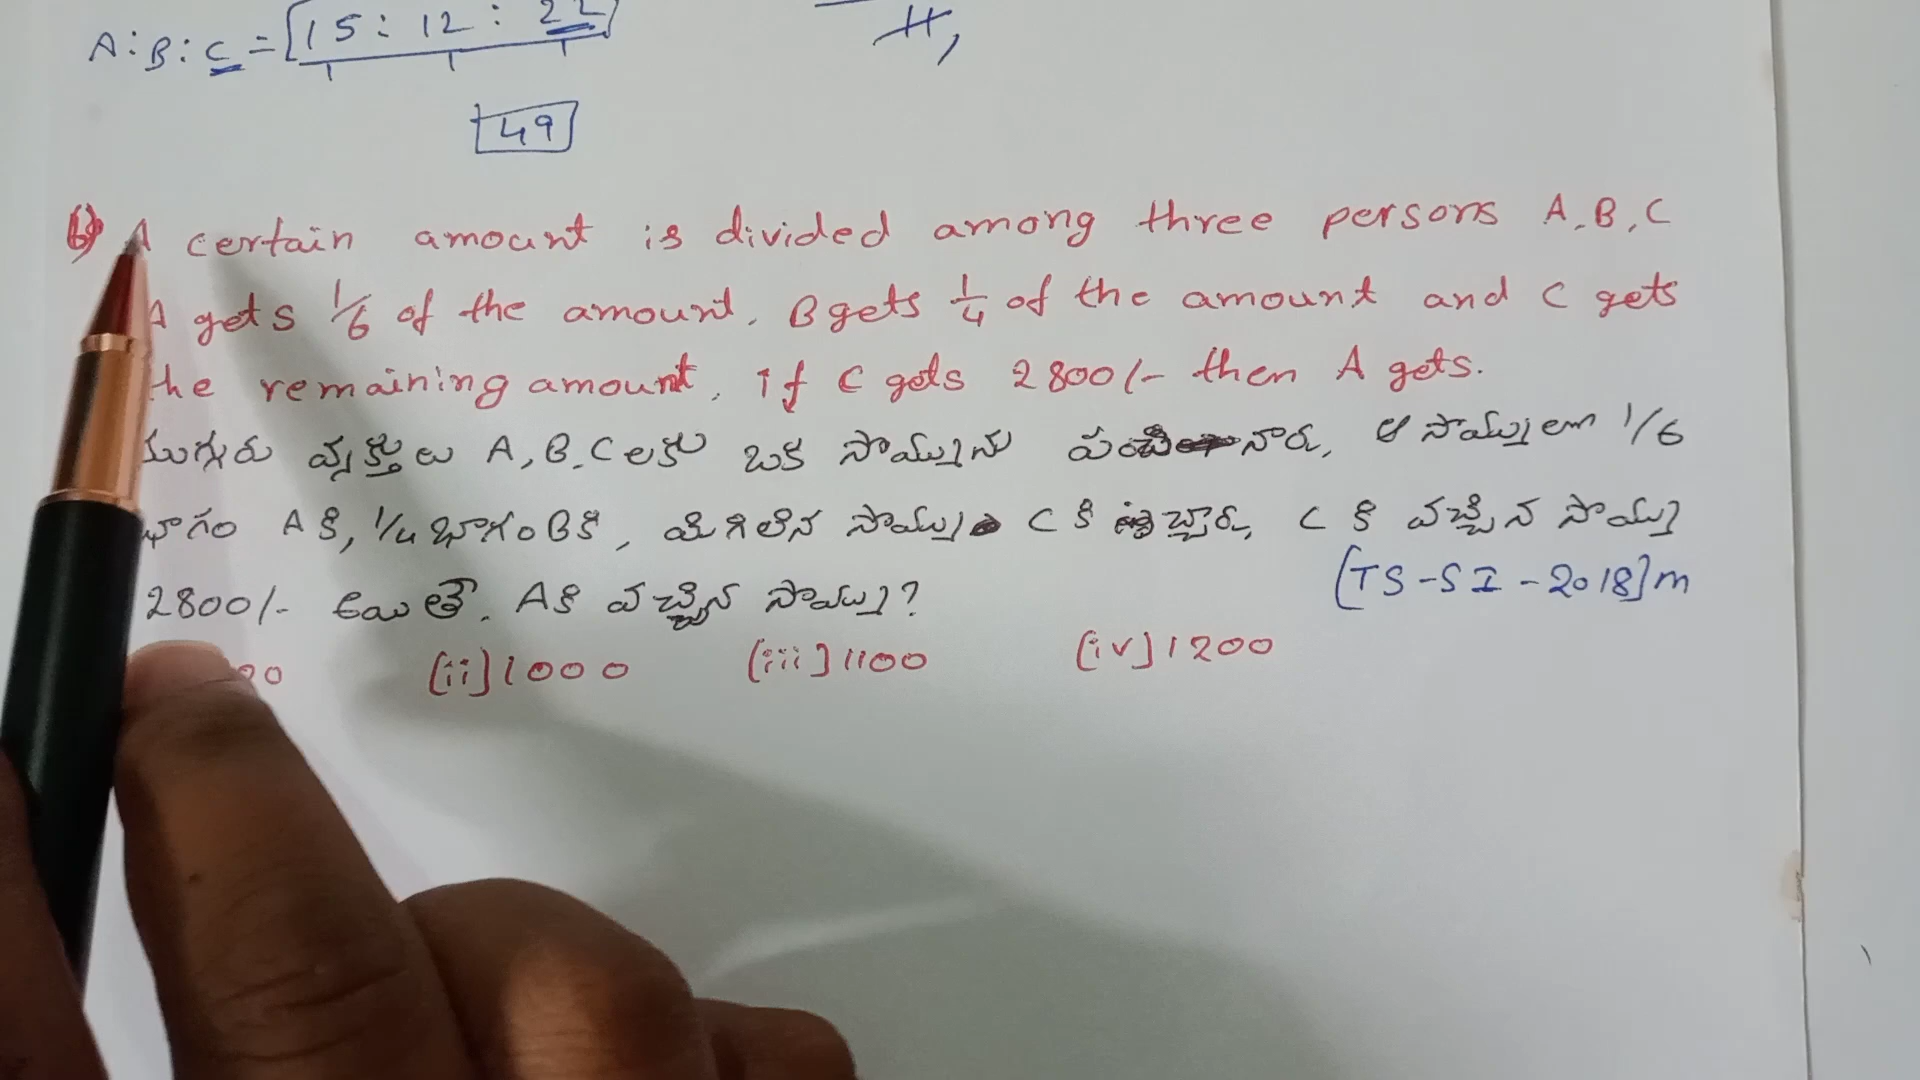 A:B:C = 15: 12 : 22
49
6) A certain amount is divided among three persons A,B,C
A gets 1/6 of the amount, B gets 1/4 of the amount and C gets
the remaining amount, if C gets 2800/- then A gets.
ముగ్గురు వ్యక్తులు A, B, C లకు ఒక సొమ్మును పంచినారు, ఆ సొమ్ములో 1/6
భాగం A కి, 1/4 భాగం B కి, మిగిలిన సొమ్ము C కి ఇచ్చారు, C కి వచ్చిన సొమ్ము
2800/- అయితే, A కి వచ్చిన సొమ్ము?
[TS-SI-2018]m
(ii] 1000 (iii] 1100 (iv] 1200